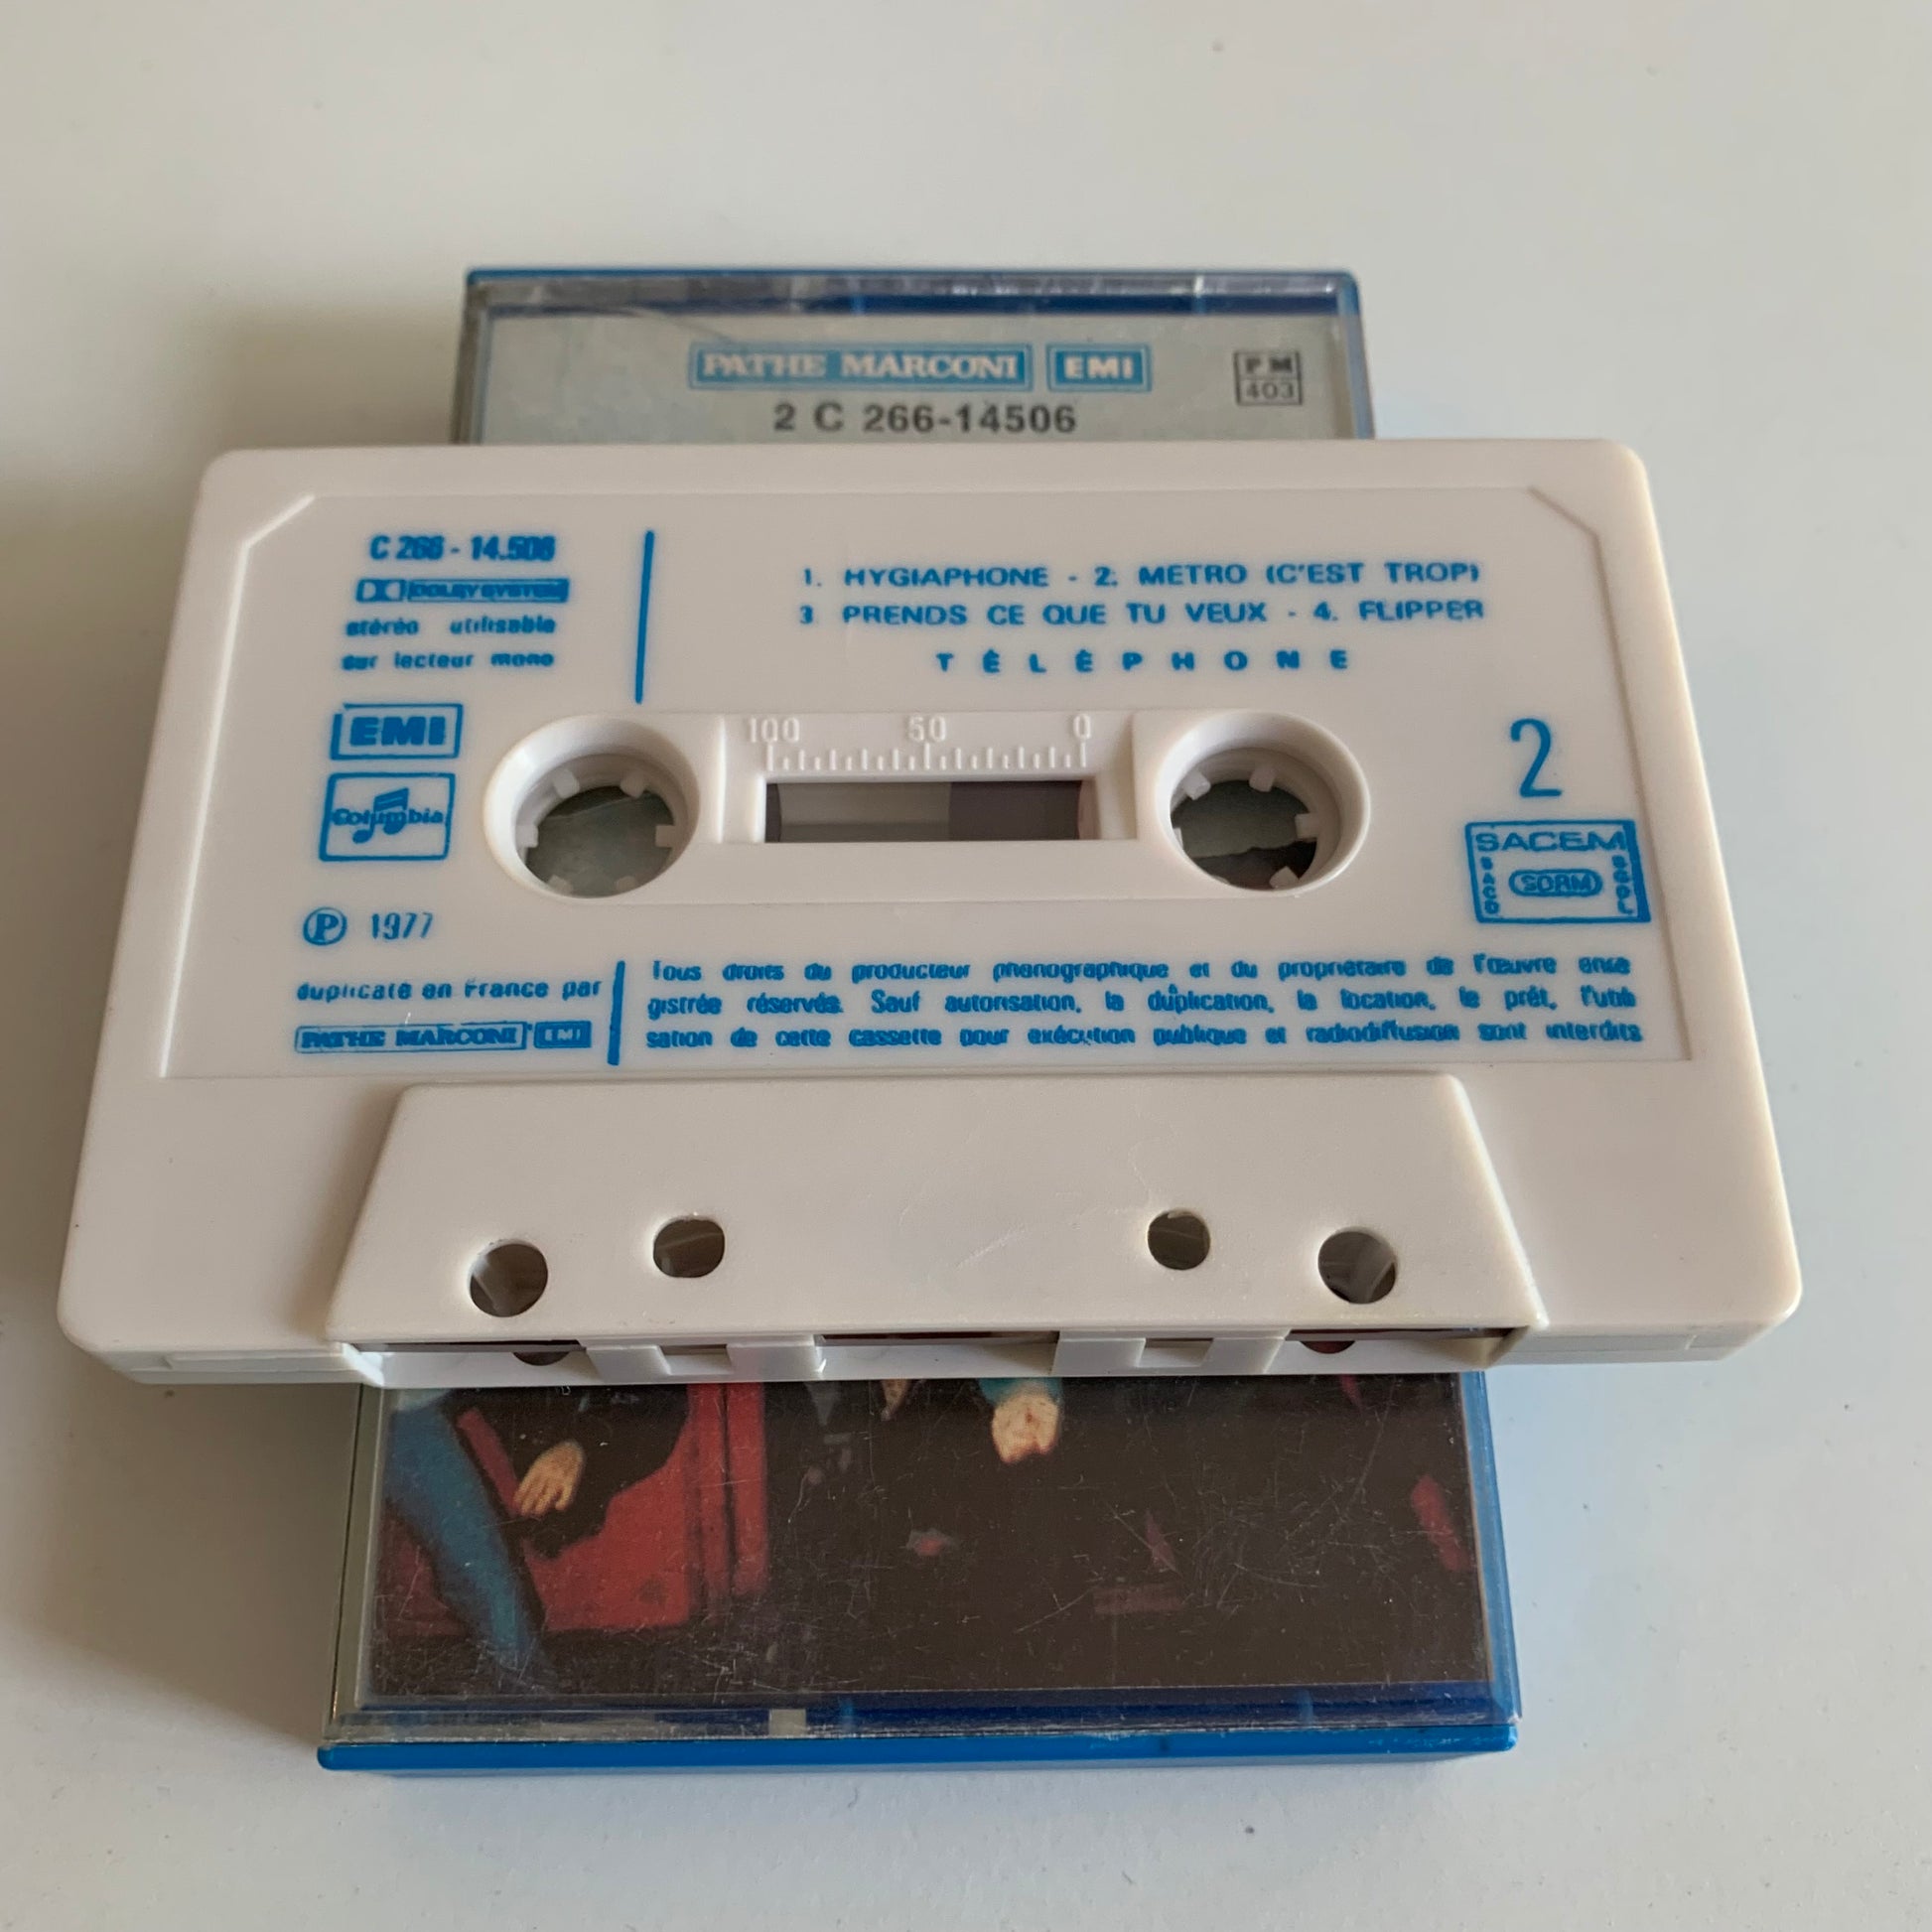 PATHE MARCONI EMI
P M
403
2 C 266-14506
C 266 - 14.506
DOLBY SYSTEM
stéréo utilisable
sur lecteur mono
1. HYGIAPHONE - 2. METRO (C'EST TROP)
3 PRENDS CE QUE TU VEUX - 4. FLIPPER
TÉLÉPHONE
100 50 0
EMI
Columbia
2
SACEM
SACD SDRM SGDL
℗ 1977
dupliqué en France par
PATHE MARCONI EMI
Tous droits du producteur phonographique et du propriétaire de l'œuvre enre
gistrée réservés. Sauf autorisation, la duplication, la location, le prêt, l'utili
sation de cette cassette pour exécution publique et radiodiffusion sont interdits